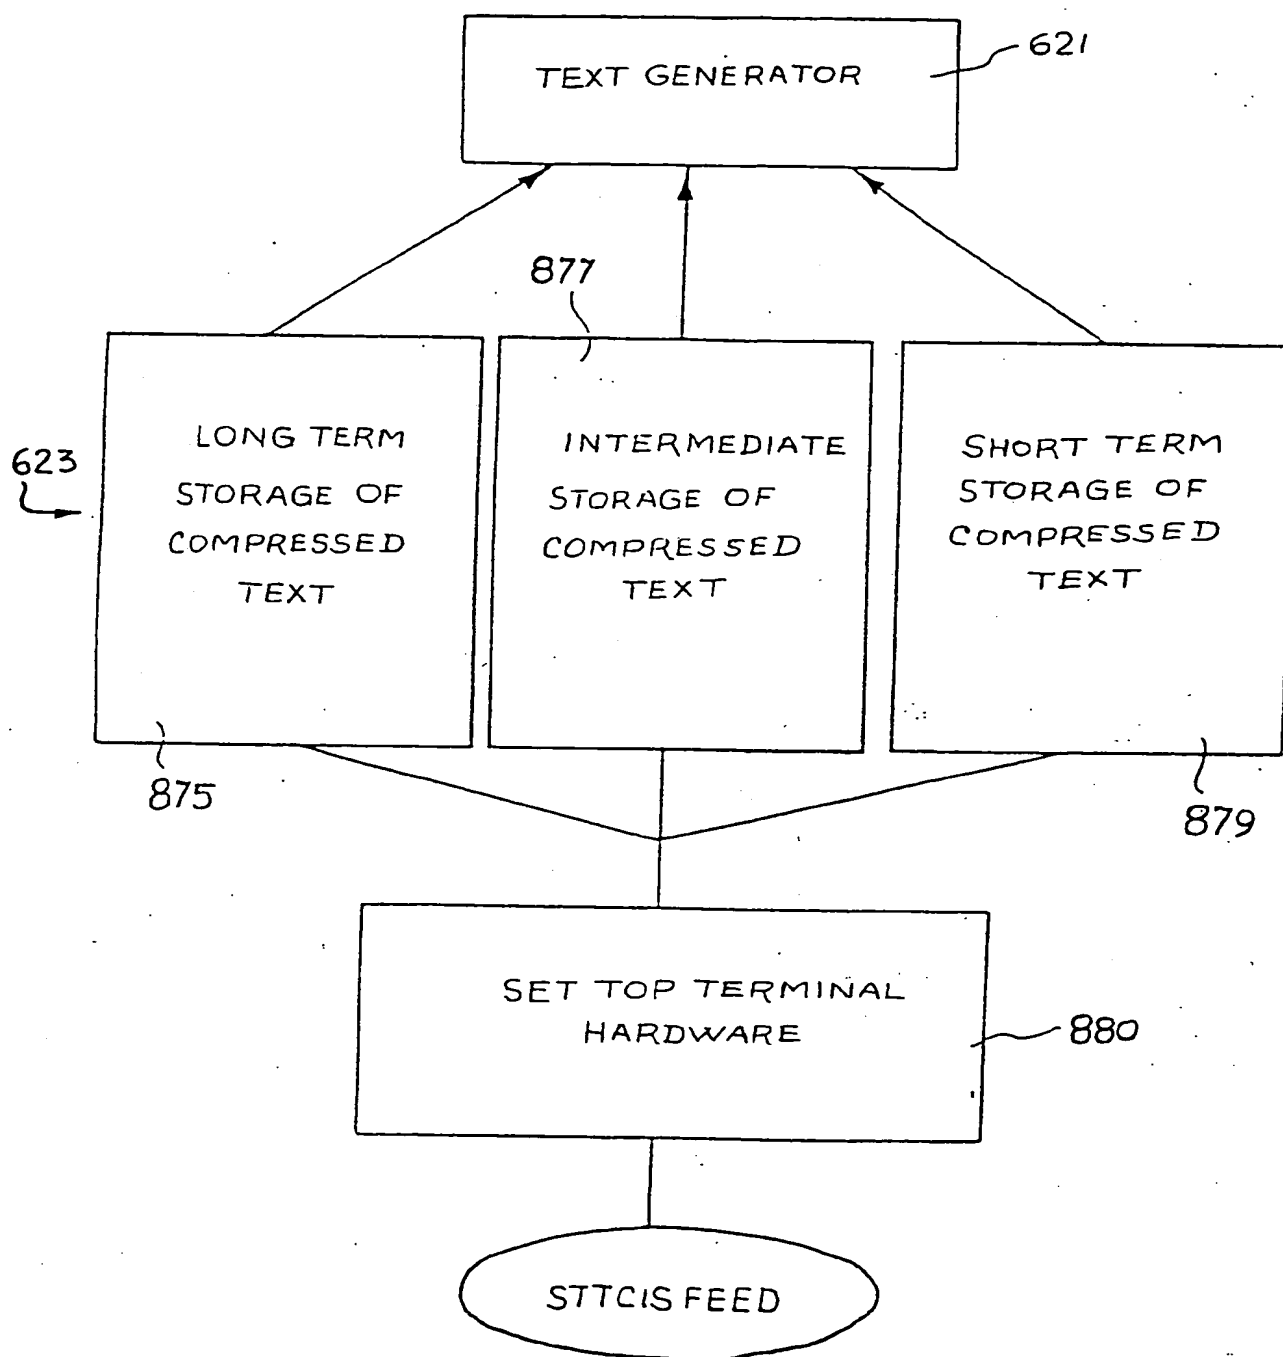 TEXT GENERATOR
621
877
623
LONG TERM
STORAGE OF
COMPRESSED
TEXT
INTERMEDIATE
STORAGE OF
COMPRESSED
TEXT
SHORT TERM
STORAGE OF
COMPRESSED
TEXT
875
879
SET TOP TERMINAL
HARDWARE
880
STTCIS FEED